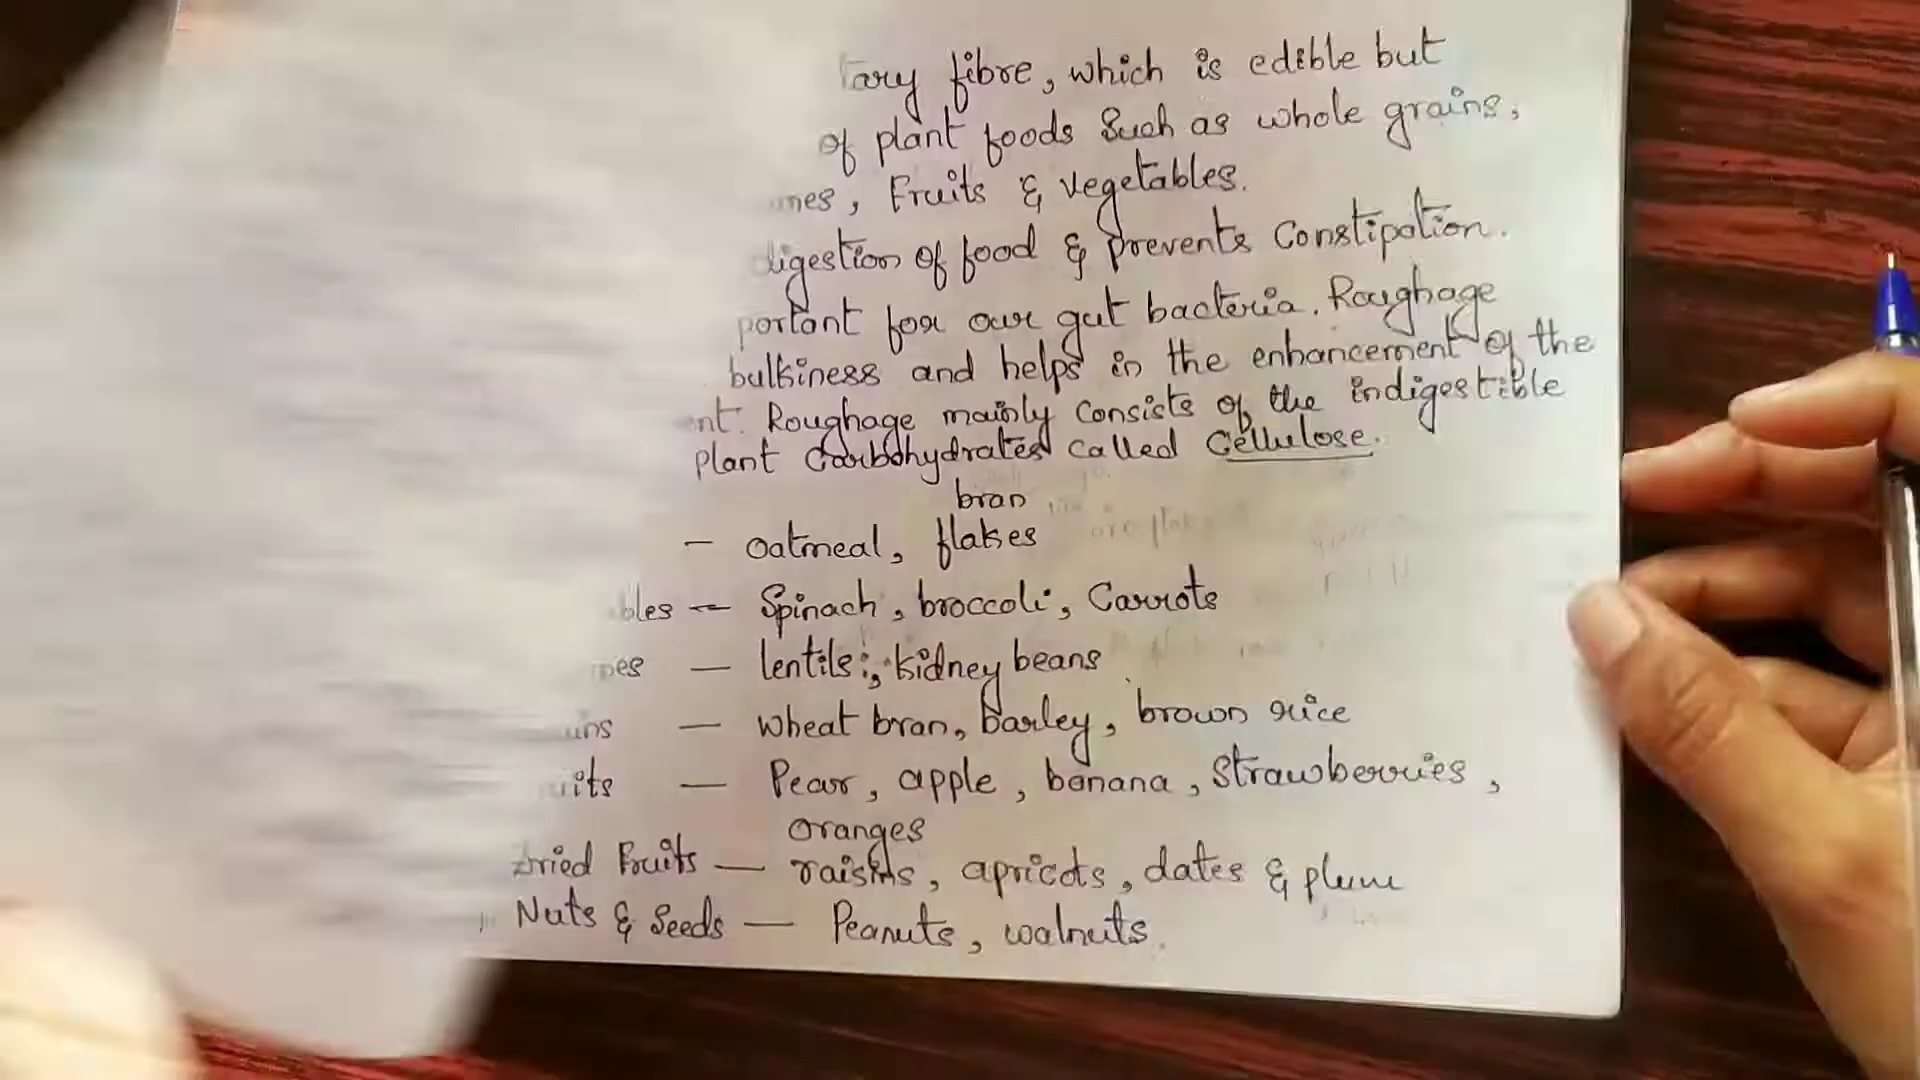 fibre, which is edible but
of plant foods such as whole grains,
Fruits & vegetables.
digestion of food & prevents Constipation.
for our gut bacteria. Roughage
bulkiness and helps in the enhancement of the
Roughage mainly consists of the indigestible
plant Carbohydrates called Cellulose.
bran
— oatmeal, flakes
— Spinach, broccoli, Carrots
— lentils, kidney beans
— wheat bran, barley, brown rice
— Pear, apple, banana, Strawberries,
oranges
Dried Fruits — raisins, apricots, dates & plum
Nuts & Seeds — Peanuts, walnuts.